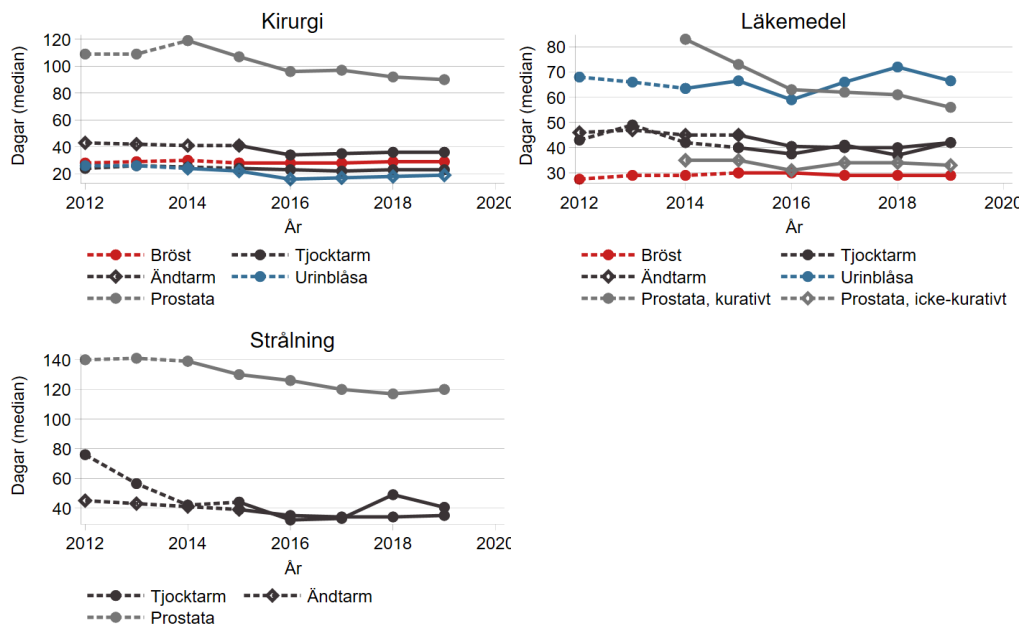 Kirurgi
Dagar (median)
120
100
80
60
40
20
2012 2014 2016 2018 2020
År
Bröst Tjocktarm
Ändtarm Urinblåsa
Prostata
Läkemedel
Dagar (median)
80
70
60
50
40
30
2012 2014 2016 2018 2020
År
Bröst Tjocktarm
Ändtarm Urinblåsa
Prostata, kurativt Prostata, icke-kurativt
Strålning
Dagar (median)
140
120
100
80
60
40
2012 2014 2016 2018 2020
År
Tjocktarm Ändtarm
Prostata